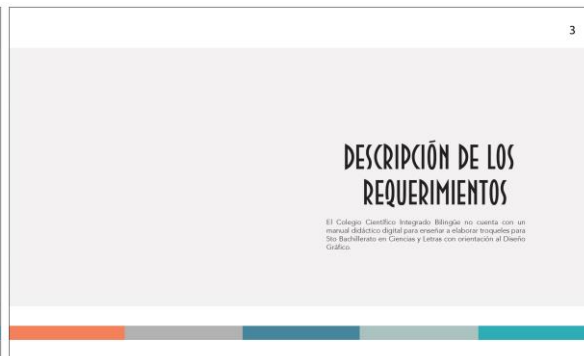 3
DESCRIPCIÓN DE LOS
REQUERIMIENTOS
El Colegio Científico Integrado Bilingüe no cuenta con un
manual didáctico digital para enseñar a elaborar troqueles para
5to Bachillerato en Ciencias y Letras con orientación al Diseño
Gráfico.